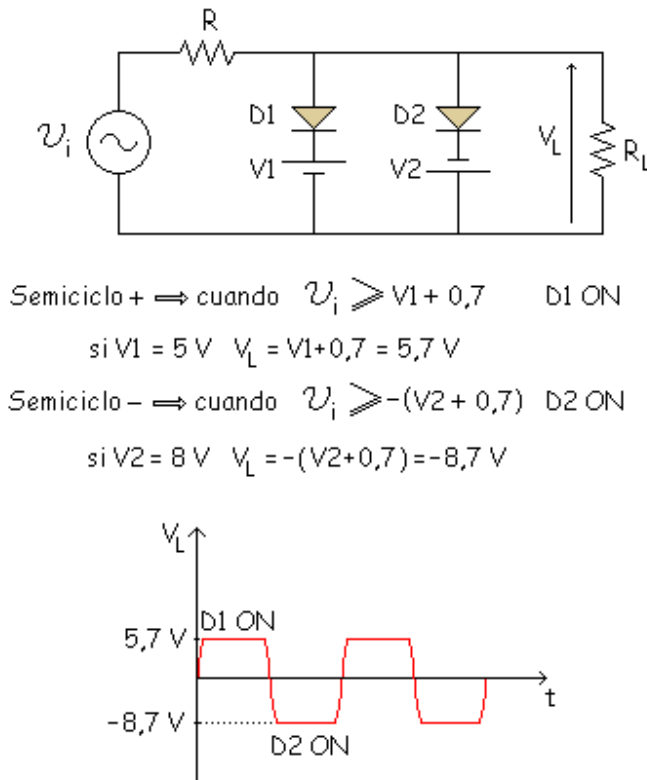 R
D1 D2
𝒱i V1 V2 VL RL
Semiciclo + ⟹ cuando 𝒱i ⩾ V1 + 0,7 D1 ON
si V1 = 5 V VL = V1+0,7 = 5,7 V
Semiciclo – ⟹ cuando 𝒱i ⩾ -(V2 + 0,7) D2 ON
si V2 = 8 V VL = -(V2+0,7) = -8,7 V
VL
D1 ON
5,7 V
t
-8,7 V
D2 ON